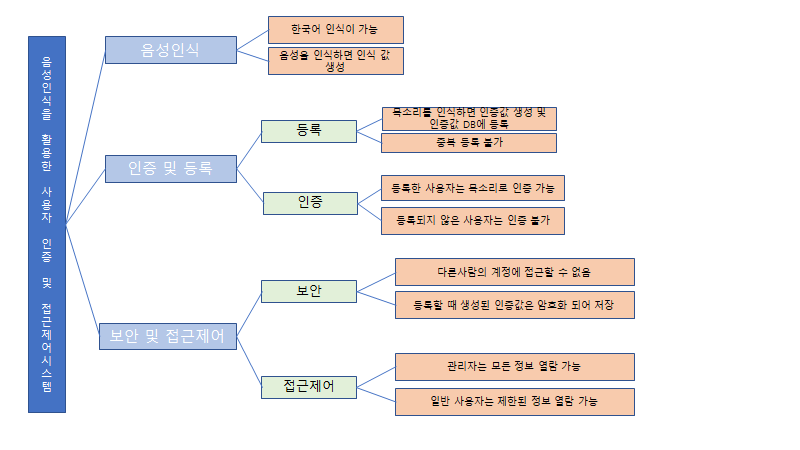 음성인식을 활용한 사용자 인증 및 접근제어시스템
음성인식
한국어 인식이 가능
음성을 인식하면 인식 값
생성
인증 및 등록
등록
목소리를 인식하면 인증값 생성 및
인증값 DB에 등록
중복 등록 불가
인증
등록한 사용자는 목소리로 인증 가능
등록되지 않은 사용자는 인증 불가
보안 및 접근제어
보안
다른사람의 계정에 접근할 수 없음
등록할 때 생성된 인증값은 암호화 되어 저장
접근제어
관리자는 모든 정보 열람 가능
일반 사용자는 제한된 정보 열람 가능